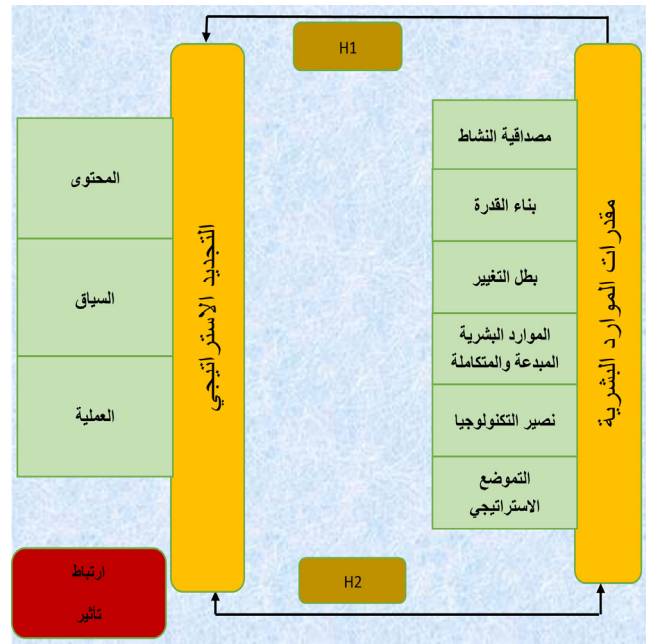 H1
مقدرات الموارد البشرية
مصداقية النشاط
بناء القدرة
بطل التغيير
الموارد البشرية
المبدعة والمتكاملة
نصير التكنولوجيا
التموضع
الاستراتيجي
التجديد الاستراتيجي
المحتوى
السياق
العملية
H2
ارتباط
تأثير